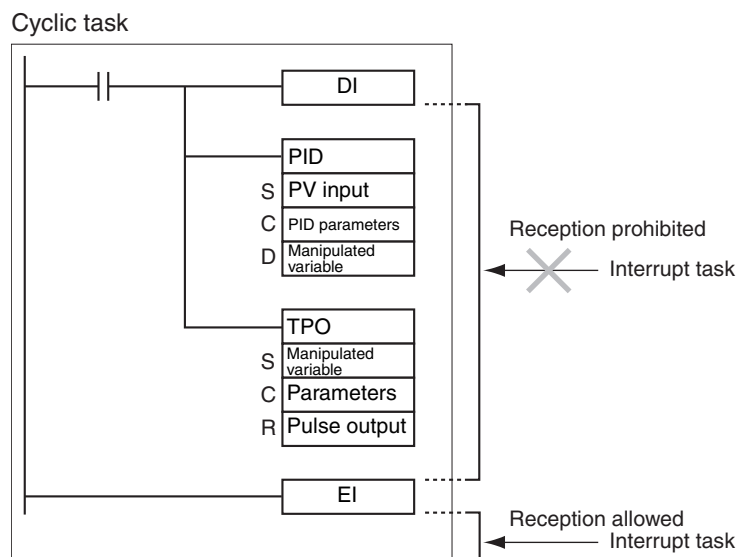 Cyclic task
DI
PID
S PV input
C PID parameters
D Manipulated
variable
Reception prohibited
Interrupt task
TPO
S Manipulated
variable
C Parameters
R Pulse output
EI
Reception allowed
Interrupt task